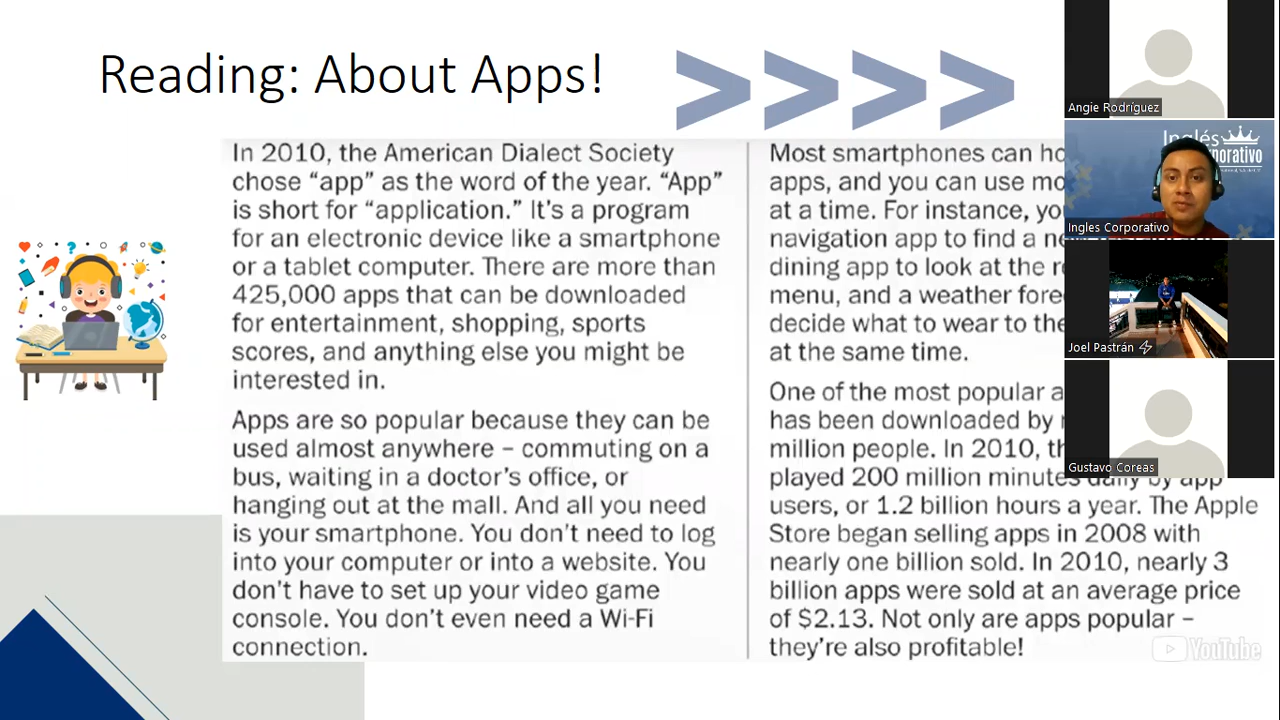 Reading: About Apps!
In 2010, the American Dialect Society
chose “app” as the word of the year. “App”
is short for “application.” It’s a program
for an electronic device like a smartphone
or a tablet computer. There are more than
425,000 apps that can be downloaded
for entertainment, shopping, sports
scores, and anything else you might be
interested in.
Apps are so popular because they can be
used almost anywhere – commuting on a
bus, waiting in a doctor’s office, or
hanging out at the mall. And all you need
is your smartphone. You don’t need to log
into your computer or into a website. You
don’t have to set up your video game
console. You don’t even need a Wi-Fi
connection.
Most smartphones can
apps, and you can use
at a time. For instance,
navigation app to find a
dining app to look at the
menu, and a weather
decide what to wear to the
at the same time.
One of the most popular
has been downloaded by
million people. In 2010,
played 200 million minutes daily by app
users, or 1.2 billion hours a year. The Apple
Store began selling apps in 2008 with
nearly one billion sold. In 2010, nearly 3
billion apps were sold at an average price
of $2.13. Not only are apps popular –
they’re also profitable!
Angie Rodríguez
Inglés
Ingles Corporativo
Joel Pastrán
Gustavo Coreas
YouTube